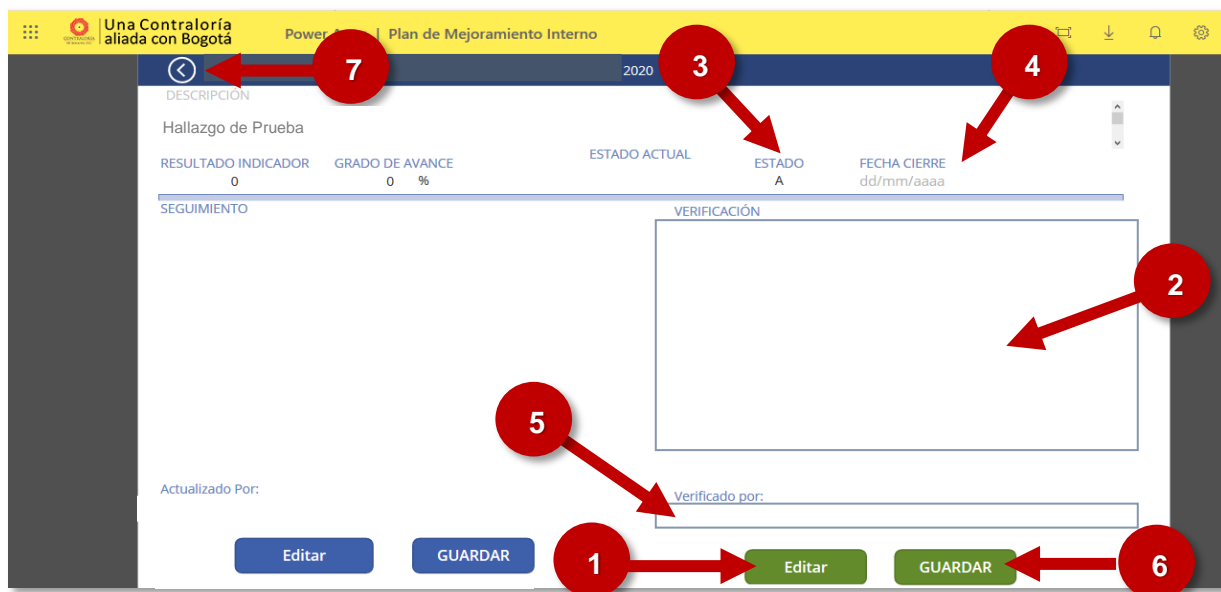 Una Contraloría
aliada con Bogotá
Power | Plan de Mejoramiento Interno
7
2020
3
4
DESCRIPCIÓN
Hallazgo de Prueba
RESULTADO INDICADOR GRADO DE AVANCE ESTADO ACTUAL ESTADO FECHA CIERRE
0 0 % A dd/mm/aaaa
SEGUIMIENTO VERIFICACIÓN
2
5
Actualizado Por: Verificado por:
Editar GUARDAR 1 Editar GUARDAR 6